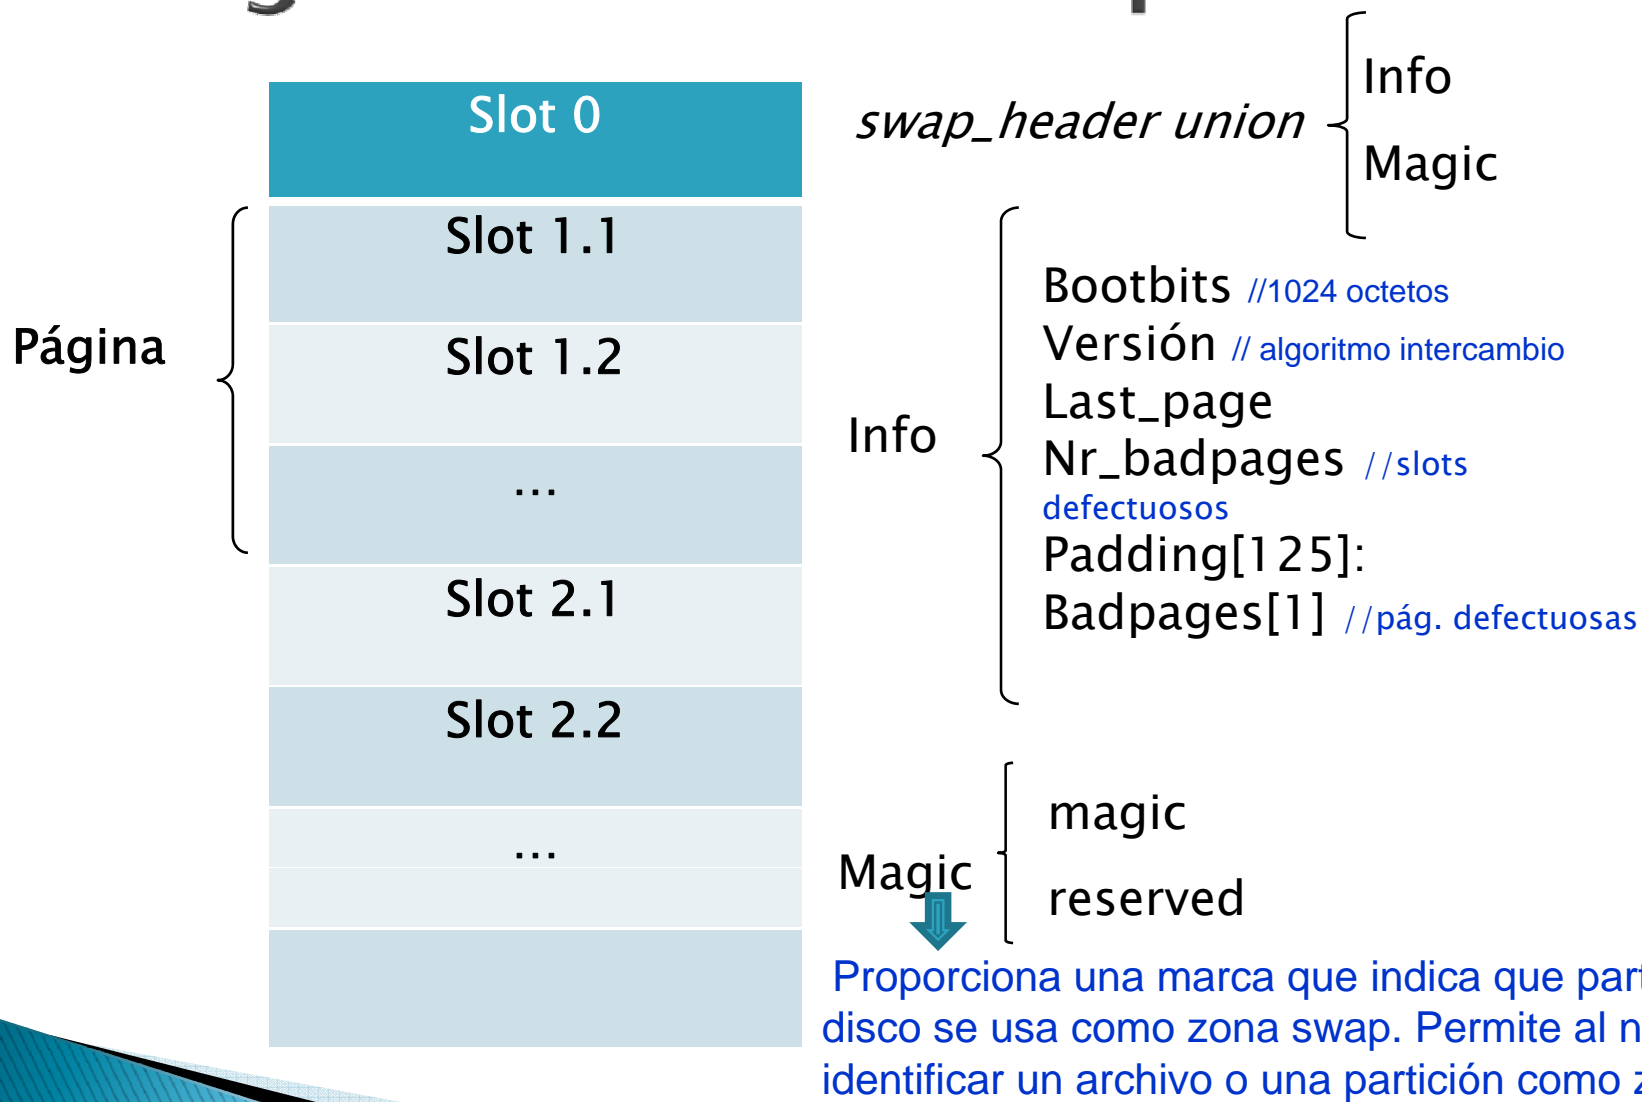 Slot 0
Slot 1.1
Slot 1.2
...
Slot 2.1
Slot 2.2
...
Página
swap_header union
Info
Magic
Info
Bootbits //1024 octetos
Versión // algoritmo intercambio
Last_page
Nr_badpages //slots
defectuosos
Padding[125]:
Badpages[1] //pág. defectuosas
Magic
magic
reserved
Proporciona una marca que indica que
disco se usa como zona swap. Permite al
identificar un archivo o una partición como